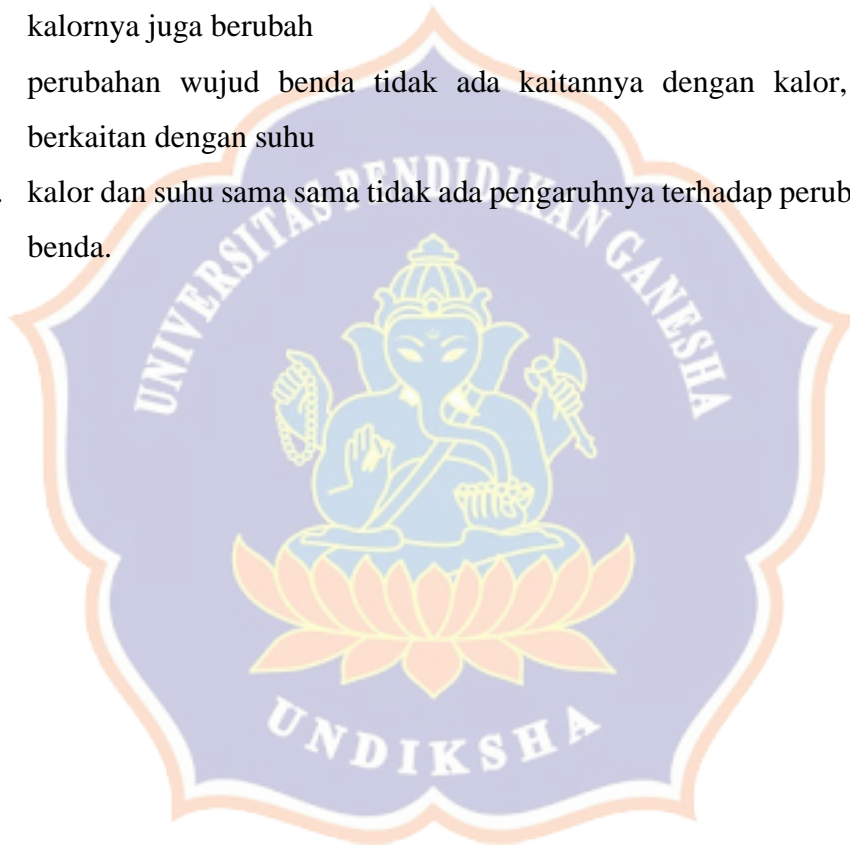 kalornya juga berubah
perubahan wujud benda tidak ada kaitannya dengan kalor,
berkaitan dengan suhu
. kalor dan suhu sama sama tidak ada pengaruhnya terhadap perub
benda.
UNIVERSITAS PENDIDIKAN GANESHA
UNDIKSHA